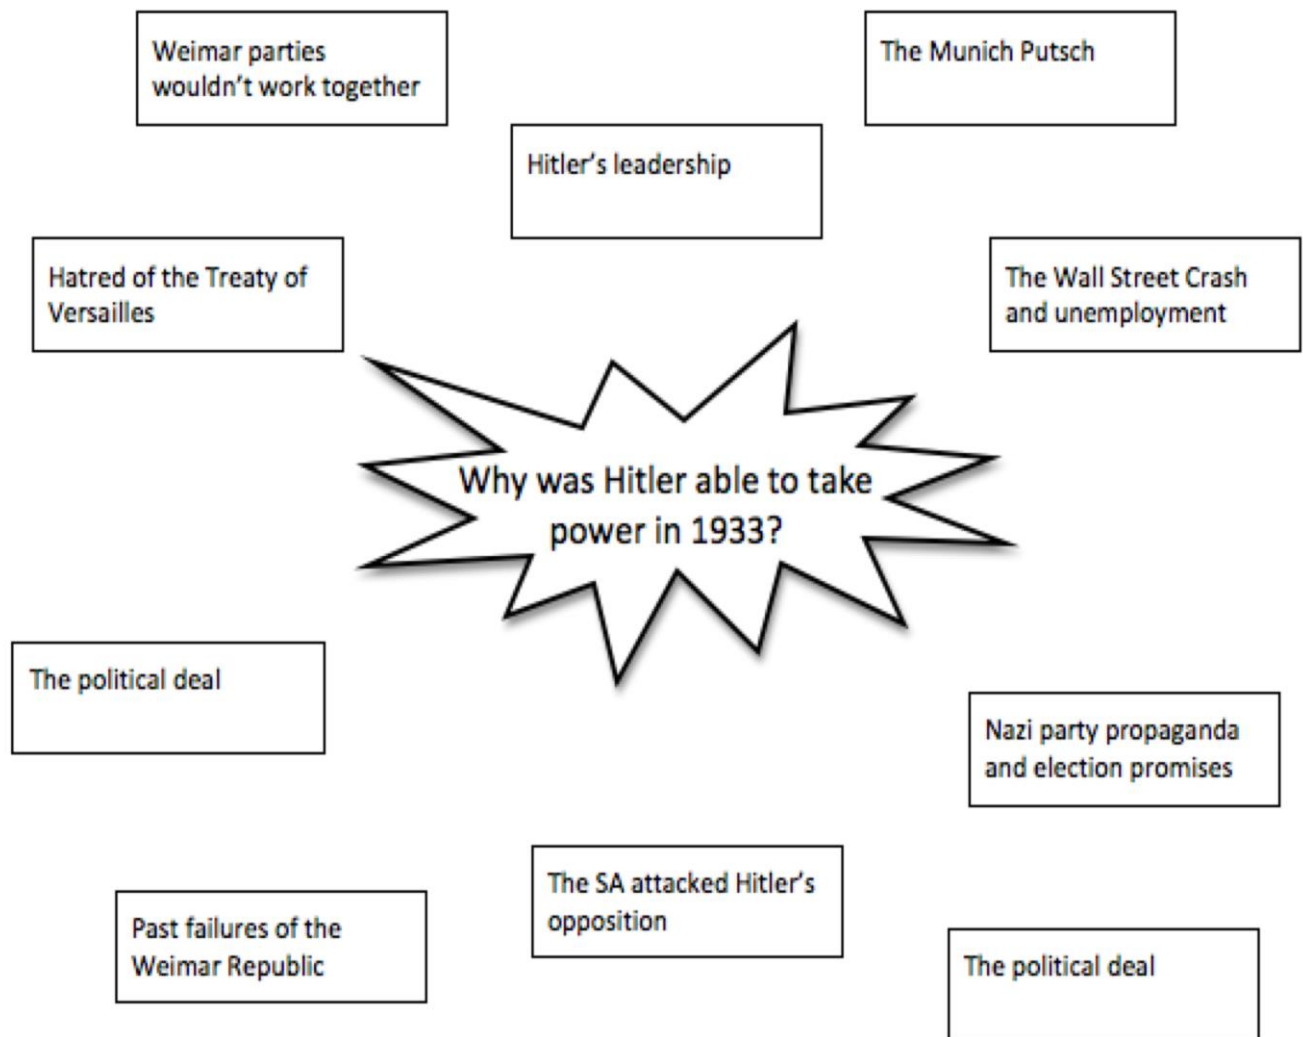 Weimar parties
wouldn’t work together
The Munich Putsch
Hitler’s leadership
Hatred of the Treaty of
Versailles
The Wall Street Crash
and unemployment
Why was Hitler able to take
power in 1933?
The political deal
Nazi party propaganda
and election promises
The SA attacked Hitler’s
opposition
Past failures of the
Weimar Republic
The political deal